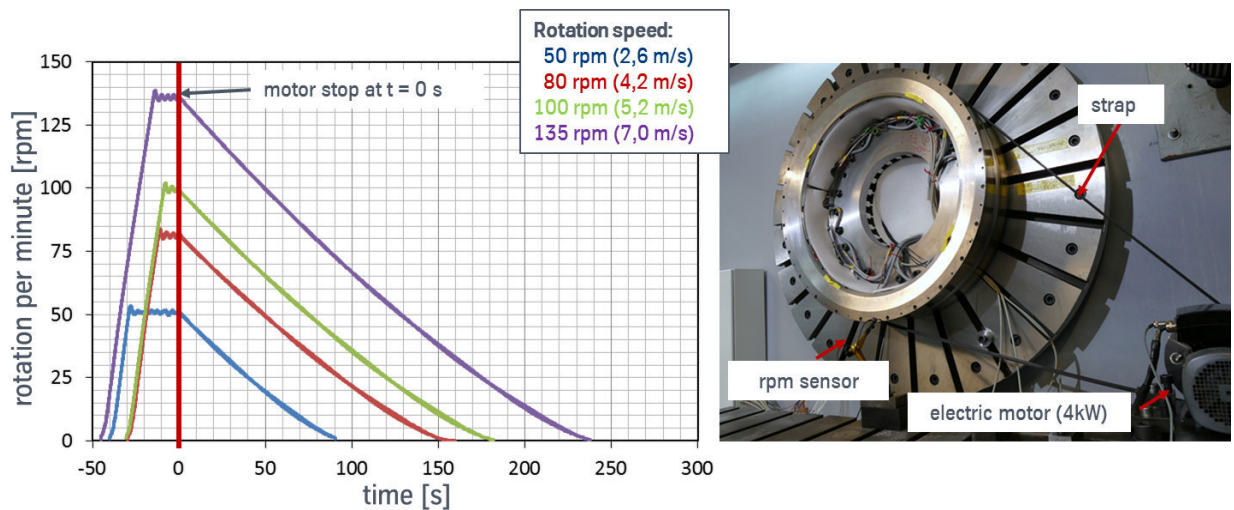 Rotation speed:
50 rpm (2,6 m/s)
80 rpm (4,2 m/s)
100 rpm (5,2 m/s)
135 rpm (7,0 m/s)
150
125
100
75
50
25
0
rotation per minute [rpm]
motor stop at t = 0 s
-50 0 50 100 150 200 250 300
time [s]
strap
rpm sensor
electric motor (4kW)